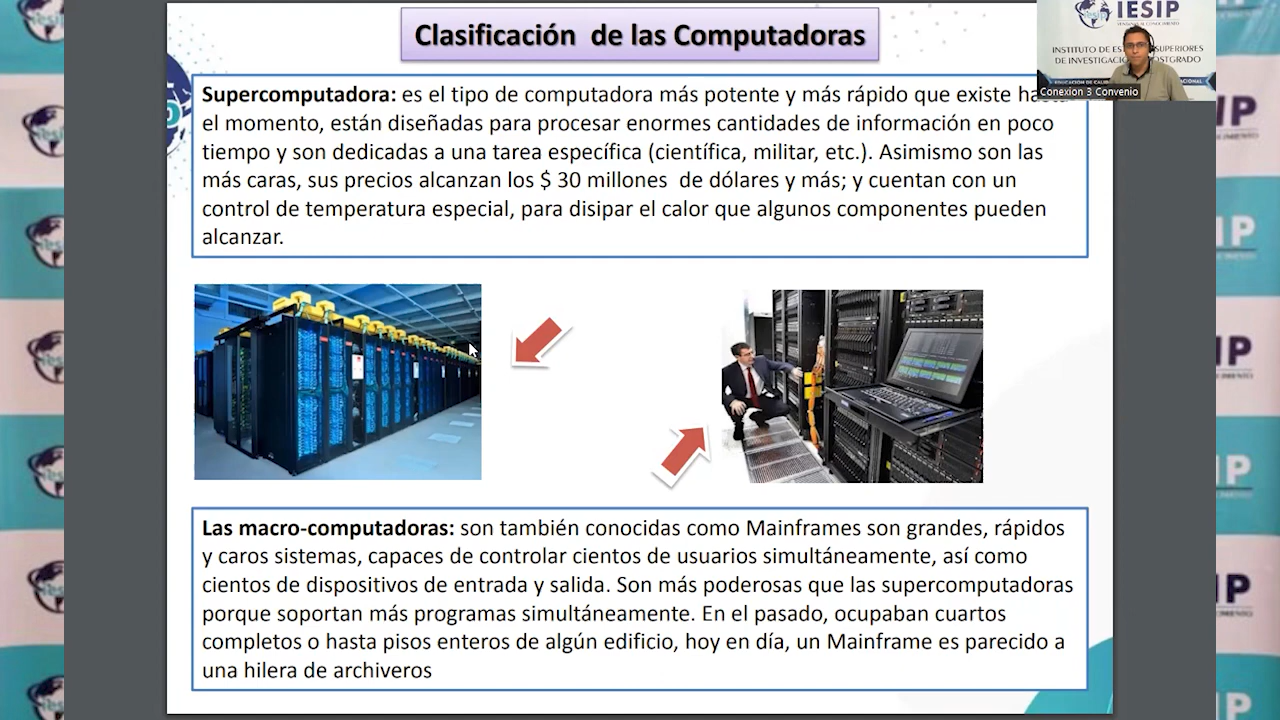 Clasificación de las Computadoras
IESIP
INSTITUTO DE ES
SUPERIORES
DE INVESTIGACI
OSTGRADO
Conexion 3 Convenio
Supercomputadora: es el tipo de computadora más potente y más rápido que existe
el momento, están diseñadas para procesar enormes cantidades de información en poco
tiempo y son dedicadas a una tarea específica (científica, militar, etc.). Asimismo son las
más caras, sus precios alcanzan los $ 30 millones de dólares y más; y cuentan con un
control de temperatura especial, para disipar el calor que algunos componentes pueden
alcanzar.
Las macro-computadoras: son también conocidas como Mainframes son grandes, rápidos
y caros sistemas, capaces de controlar cientos de usuarios simultáneamente, así como
cientos de dispositivos de entrada y salida. Son más poderosas que las supercomputadoras
porque soportan más programas simultáneamente. En el pasado, ocupaban cuartos
completos o hasta pisos enteros de algún edificio, hoy en día, un Mainframe es parecido a
una hilera de archiveros